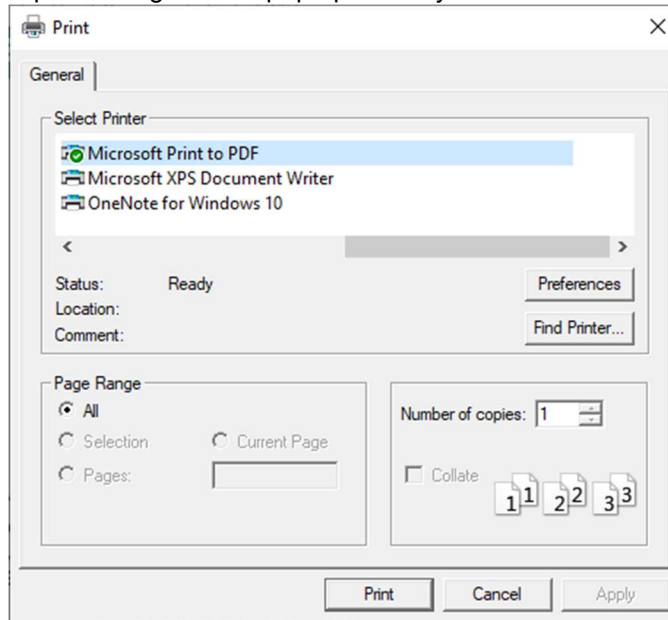 Print
General
Select Printer
Microsoft Print to PDF
Microsoft XPS Document Writer
OneNote for Windows 10
Status: Ready
Preferences
Location:
Find Printer...
Comment:
Page Range
All
Selection
Current Page
Pages:
Number of copies: 1
Collate
1 1 2 2 3 3
Print Cancel Apply